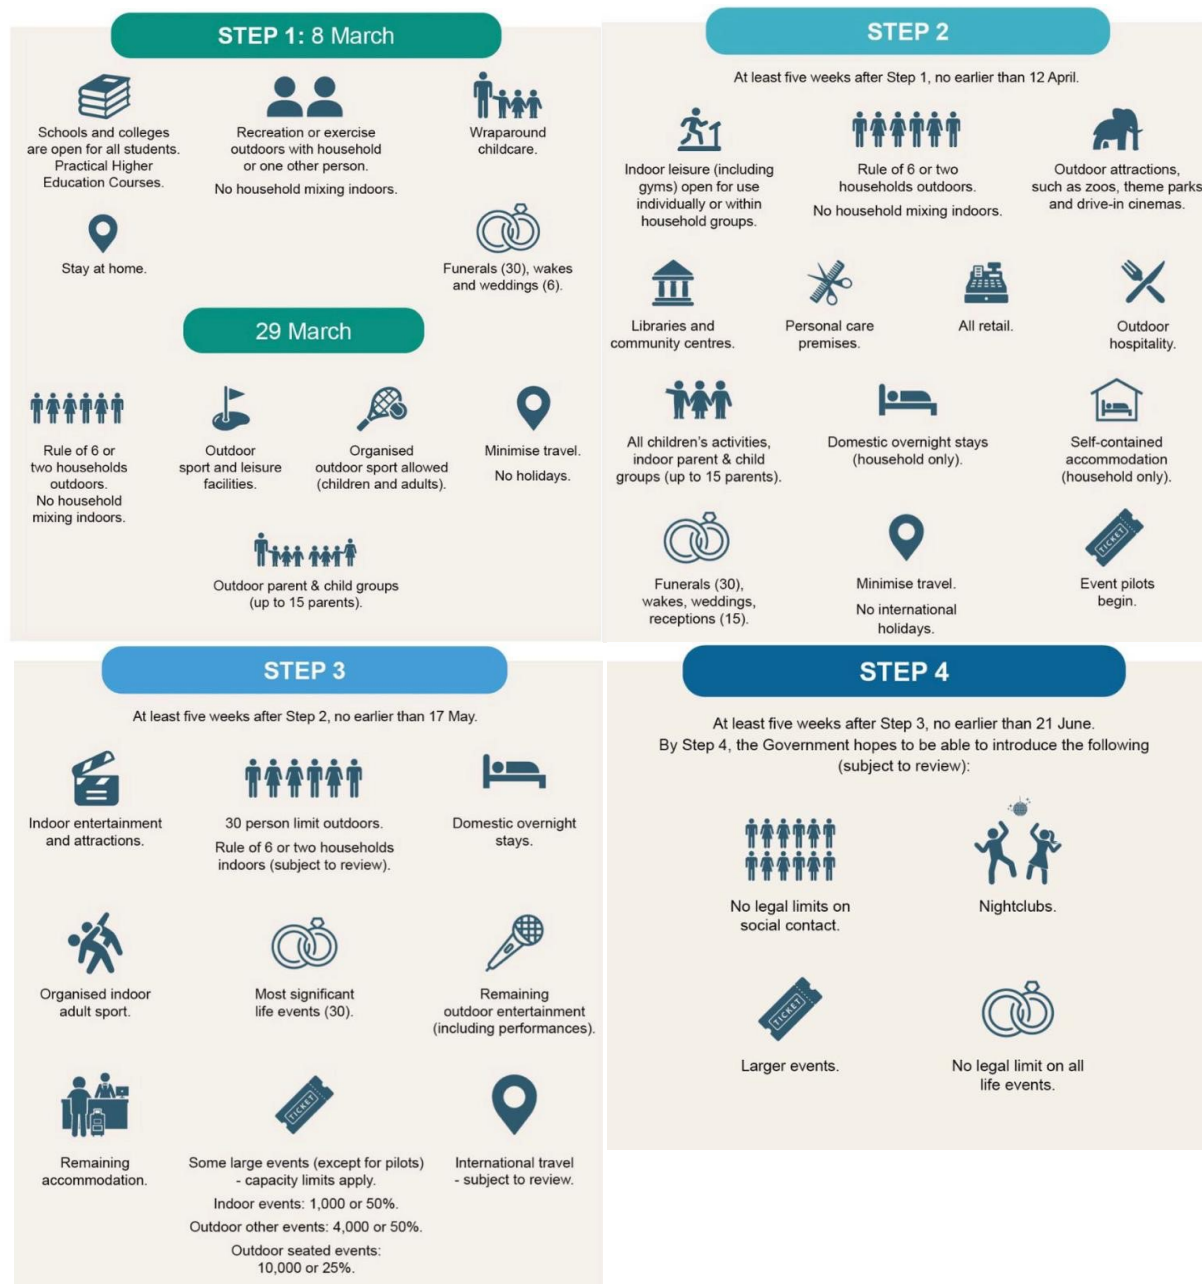 STEP 1: 8 March
Schools and colleges
are open for all students.
Practical Higher
Education Courses.
Recreation or exercise
outdoors with household
or one other person.
No household mixing indoors.
Wraparound
childcare.
Stay at home.
Funerals (30), wakes
and weddings (6).
29 March
Rule of 6 or
two households
outdoors.
No household
mixing indoors.
Outdoor
sport and leisure
facilities.
Organised
outdoor sport allowed
(children and adults).
Minimise travel.
No holidays.
Outdoor parent & child groups
(up to 15 parents).
STEP 2
At least five weeks after Step 1, no earlier than 12 April.
Indoor leisure (including
gyms) open for use
individually or within
household groups.
Rule of 6 or two
households outdoors.
No household mixing indoors.
Outdoor attractions,
such as zoos, theme parks
and drive-in cinemas.
Libraries and
community centres.
Personal care
premises.
All retail.
Outdoor
hospitality.
All children's activities,
indoor parent & child
groups (up to 15 parents).
Domestic overnight stays
(household only).
Self-contained
accommodation
(household only).
Funerals (30),
wakes, weddings,
receptions (15).
Minimise travel.
No international
holidays.
TICKET
Event pilots
begin.
STEP 3
At least five weeks after Step 2, no earlier than 17 May.
Indoor entertainment
and attractions.
30 person limit outdoors.
Rule of 6 or two households
indoors (subject to review).
Domestic overnight
stays.
Organised indoor
adult sport.
Most significant
life events (30).
Remaining
outdoor entertainment
(including performances).
Remaining
accommodation.
TICKET
Some large events (except for pilots)
- capacity limits apply.
Indoor events: 1,000 or 50%.
Outdoor other events: 4,000 or 50%.
Outdoor seated events:
10,000 or 25%.
International travel
- subject to review.
STEP 4
At least five weeks after Step 3, no earlier than 21 June.
By Step 4, the Government hopes to be able to introduce the following
(subject to review):
No legal limits on
social contact.
Nightclubs.
TICKET
Larger events.
No legal limit on all
life events.